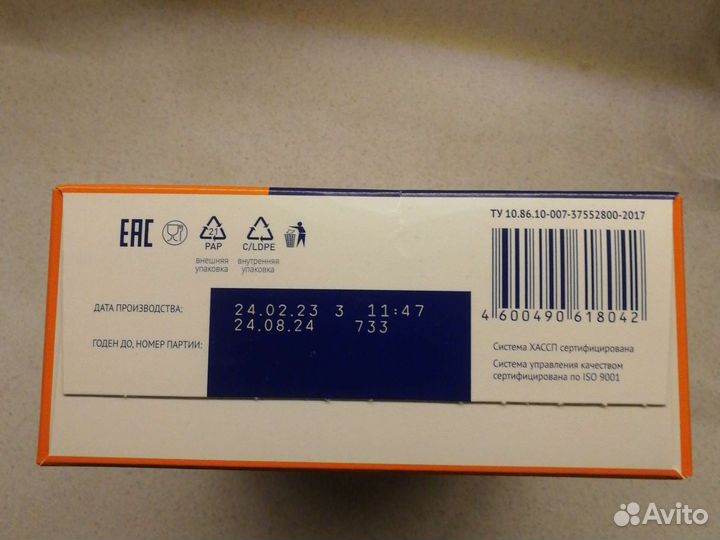 ТУ 10.86.10-007-37552800-2017
EAC
21
PAP
C/LDPE
внешняя
упаковка
внутренняя
упаковка
ДАТА ПРОИЗВОДСТВА:
24.02.23 3 11:47
ГОДЕН ДО, НОМЕР ПАРТИИ:
24.08.24 733
4 600490 618042
Система ХАССП сертифицирована
Система управления качеством
сертифицирована по ISO 9001
Avito